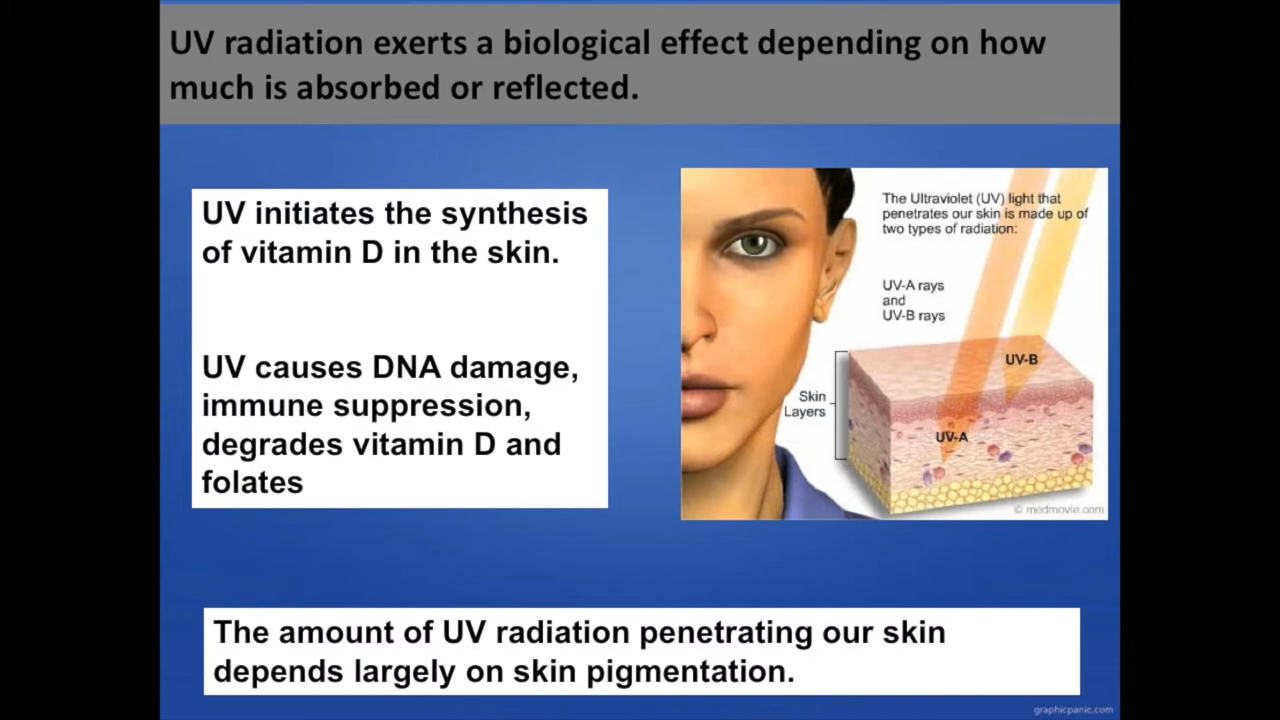 UV radiation exerts a biological effect depending on how
much is absorbed or reflected.
UV initiates the synthesis
of vitamin D in the skin.
UV causes DNA damage,
immune suppression,
degrades vitamin D and
folates
The Ultraviolet (UV) light that
penetrates our skin is made up of
two types of radiation:
UV-A rays
and
UV-B rays
UV-B
Skin
Layers
UV-A
© medmovie.com
The amount of UV radiation penetrating our skin
depends largely on skin pigmentation.
graphicpanic.com